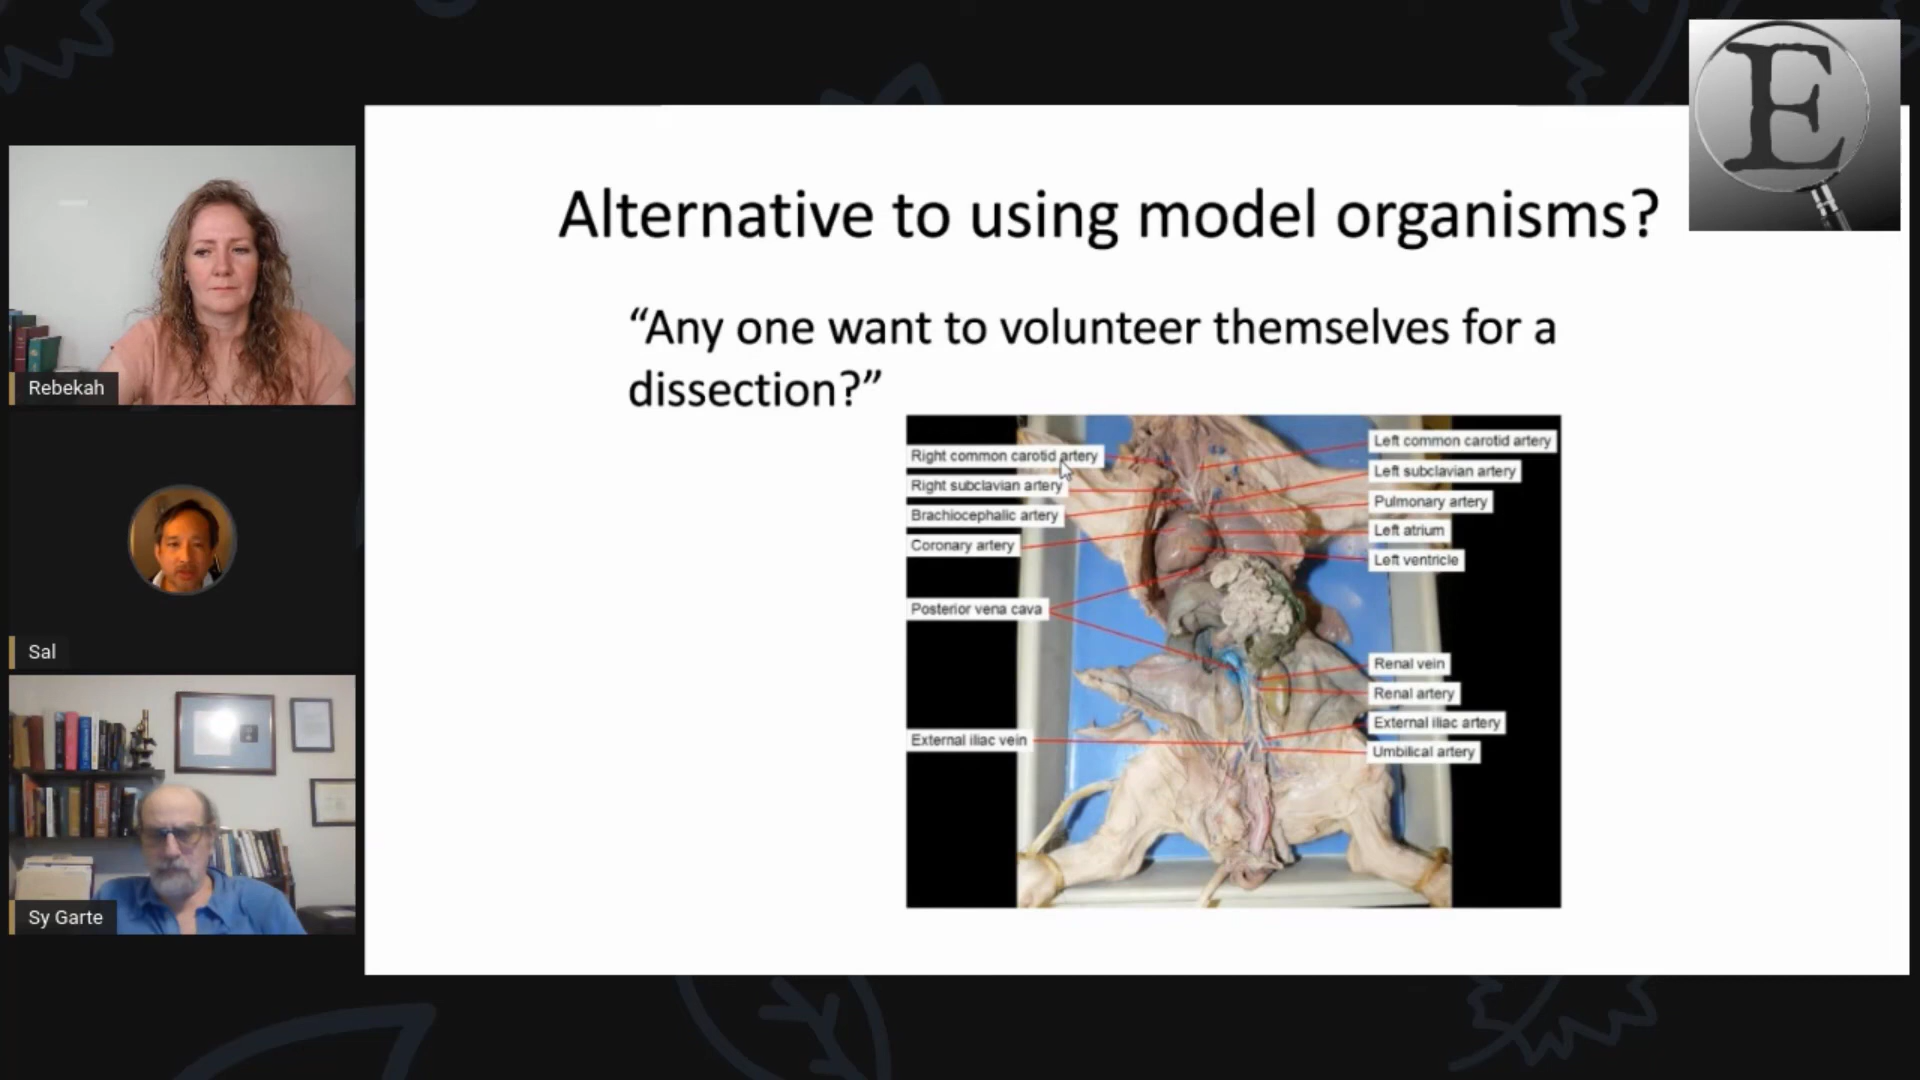 E
Alternative to using model organisms?
“Any one want to volunteer themselves for a
dissection?”
Rebekah
Sal
Sy Garte
Right common carotid artery
Right subclavian artery
Brachiocephalic artery
Coronary artery
Posterior vena cava
External iliac vein
Left common carotid artery
Left subclavian artery
Pulmonary artery
Left atrium
Left ventricle
Renal vein
Renal artery
External iliac artery
Umbilical artery